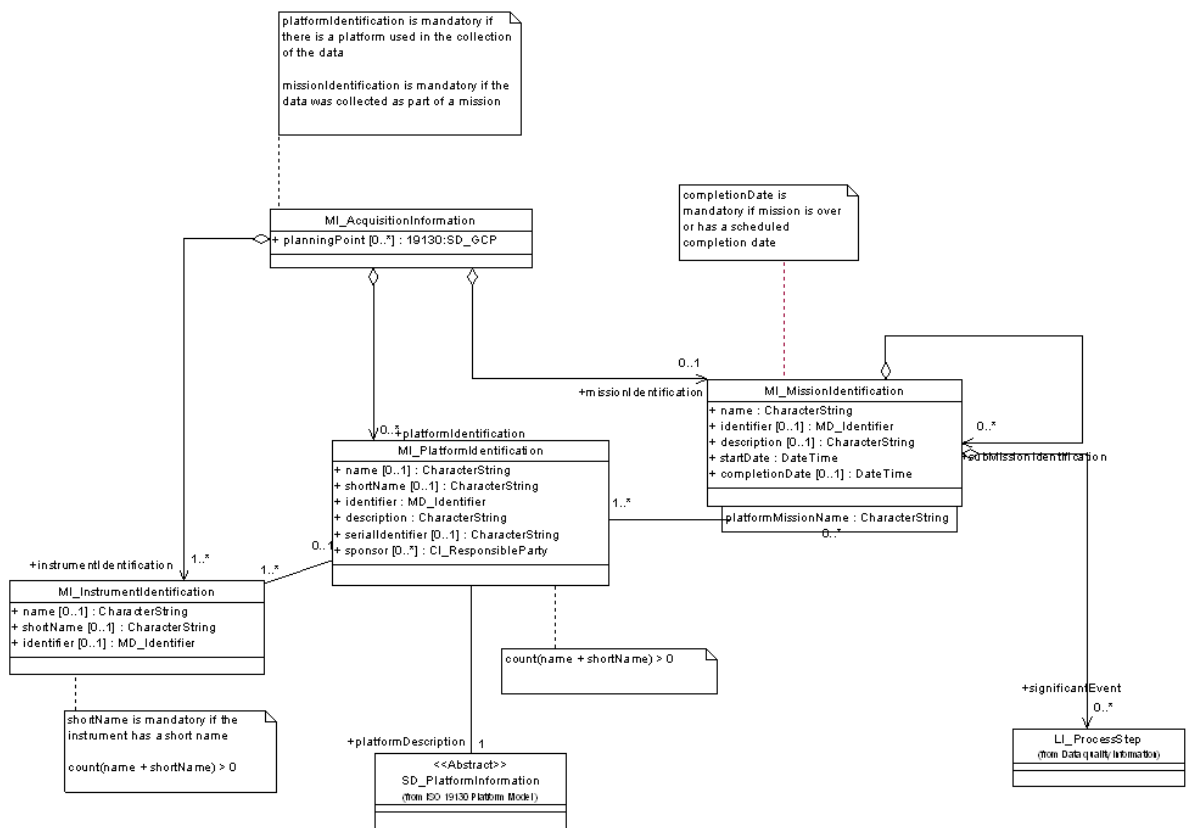 platformIdentification is mandatory if
there is a platform used in the collection
of the data
missionIdentification is mandatory if the
data was collected as part of a mission
completionDate is
mandatory if mission is over
or has a scheduled
completion date
MI_AcquisitionInformation
+ planningPoint [0..*] : 19130:SD_GCP
0..1
+missionIdentification
MI_MissionIdentification
+ name : CharacterString
+ identifier [0..1] : MD_Identifier
+ description [0..1] : CharacterString
+ startDate : DateTime
+ completionDate [0..1] : DateTime
0..*
+subMissionIdentification
platformMissionName : CharacterString
0..*
1..*
0..*
+platformIdentification
MI_PlatformIdentification
+ name [0..1] : CharacterString
+ shortName [0..1] : CharacterString
+ identifier : MD_Identifier
+ description : CharacterString
+ serialIdentifier [0..1] : CharacterString
+ sponsor [0..*] : CI_ResponsibleParty
0..1
1..*
1..*
+instrumentIdentification
MI_InstrumentIdentification
+ name [0..1] : CharacterString
+ shortName [0..1] : CharacterString
+ identifier [0..1] : MD_Identifier
count(name + shortName) > 0
shortName is mandatory if the
instrument has a short name
count(name + shortName) > 0
+platformDescription
1
<<Abstract>>
SD_PlatformInformation
(from ISO 19130 Platform Model)
+significantEvent
0..*
LI_ProcessStep
(from Data quality information)